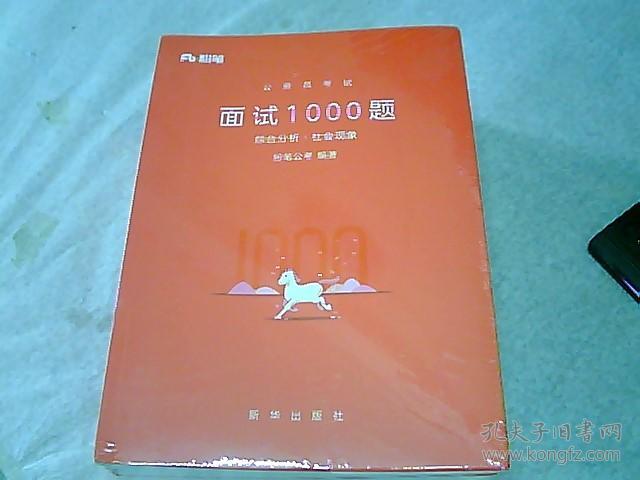 Fb 粉笔
公务员考试
面试1000题
综合分析·社会现象
粉笔公考 编著
1000
新华出版社
孔夫子旧书网
www.kongfz.com